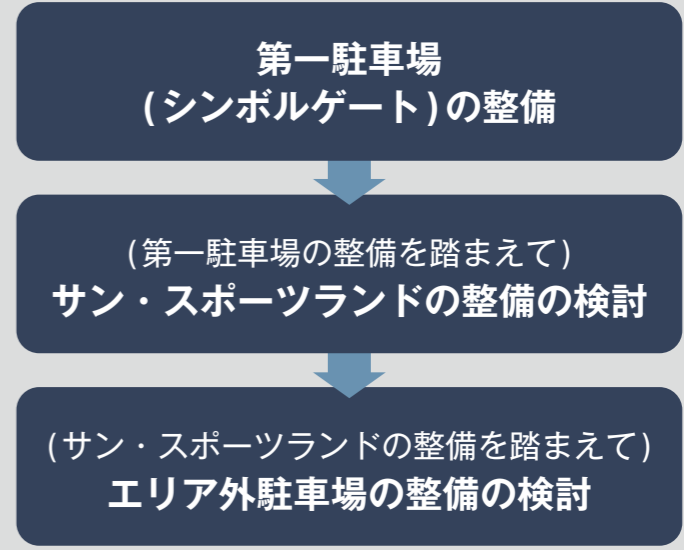 第一駐車場
(シンボルゲート)の整備
(第一駐車場の整備を踏まえて)
サン・スポーツランドの整備の検討
(サン・スポーツランドの整備を踏まえて)
エリア外駐車場の整備の検討